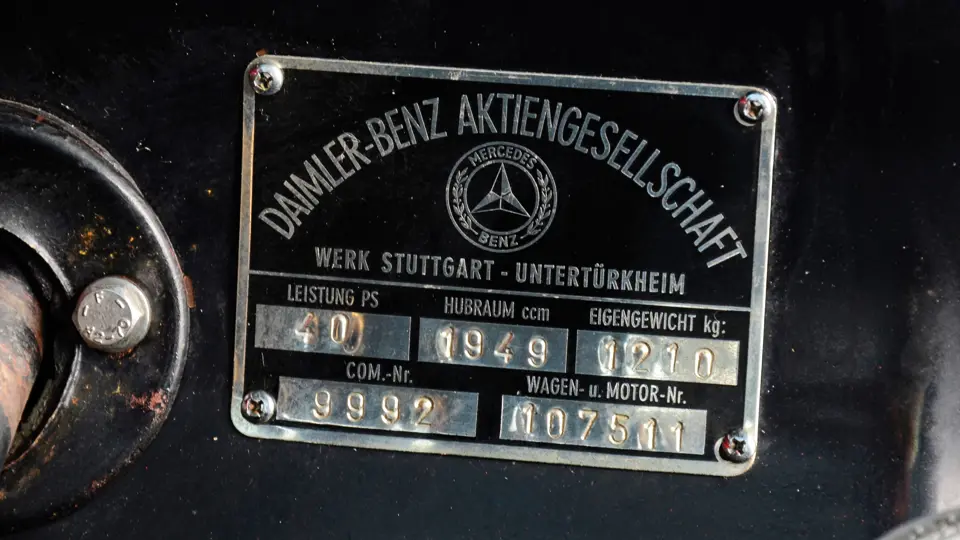 DAIMLER-BENZ AKTIENGESELLSCHAFT
MERCEDES
BENZ
WERK STUTTGART - UNTERTÜRKHEIM
LEISTUNG PS HUBRAUM ccm EIGENGEWICHT kg:
40 1949 1210
COM.-Nr. WAGEN- u. MOTOR-Nr.
9992 107511